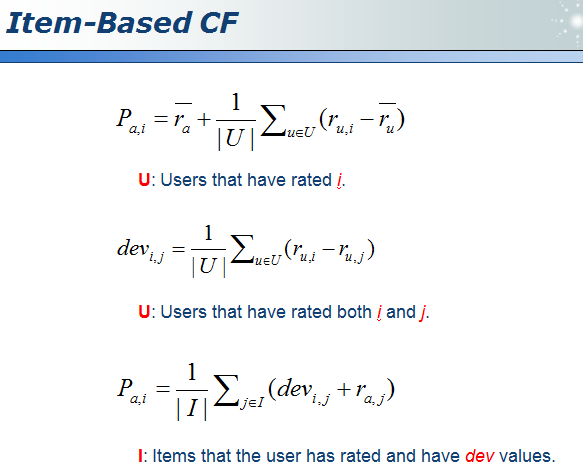 Item-Based CF
P_{a,i} = \overline{r_a} + \frac{1}{|U|} \sum_{u \in U} (r_{u,i} - \overline{r_u})
U: Users that have rated i.
dev_{i,j} = \frac{1}{|U|} \sum_{u \in U} (r_{u,i} - r_{u,j})
U: Users that have rated both i and j.
P_{a,i} = \frac{1}{|I|} \sum_{j \in I} (dev_{i,j} + r_{a,j})
I: Items that the user has rated and have dev values.